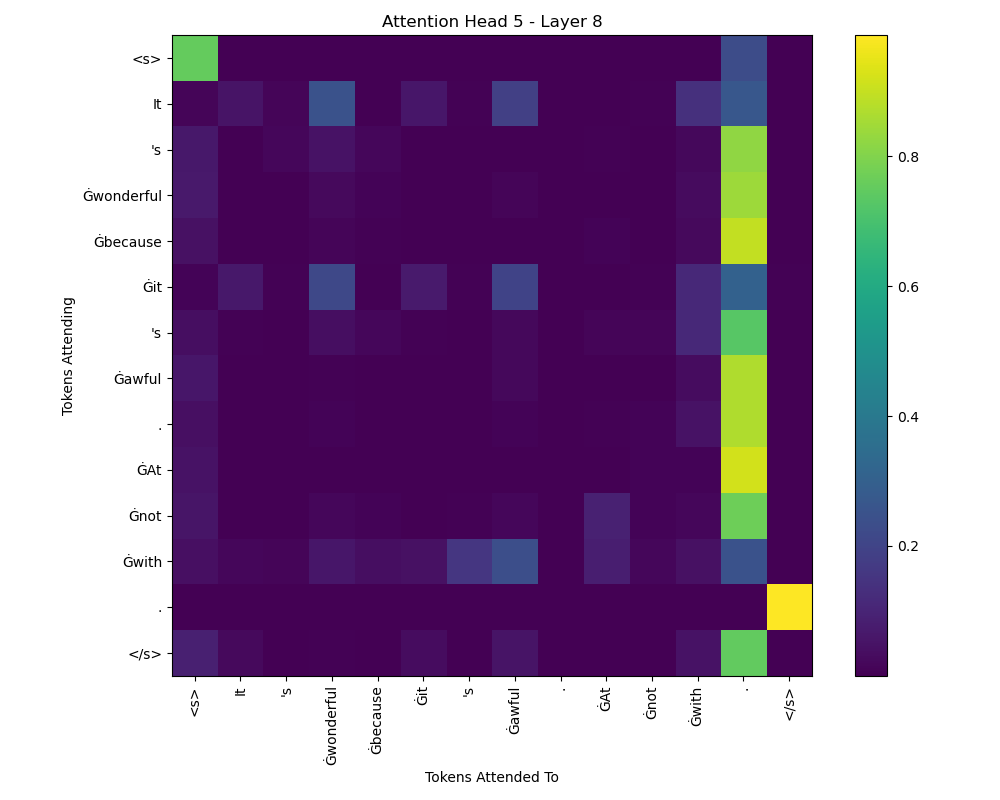 Attention Head 5 - Layer 8
<s>
It
's
Ġwonderful
Ġbecause
Ġit
's
Ġawful
.
ĠAt
Ġnot
Ġwith
.
</s>
Tokens Attending
<s>
It
's
Ġwonderful
Ġbecause
Ġit
's
Ġawful
.
ĠAt
Ġnot
Ġwith
.
</s>
Tokens Attended To
0.8
0.6
0.4
0.2